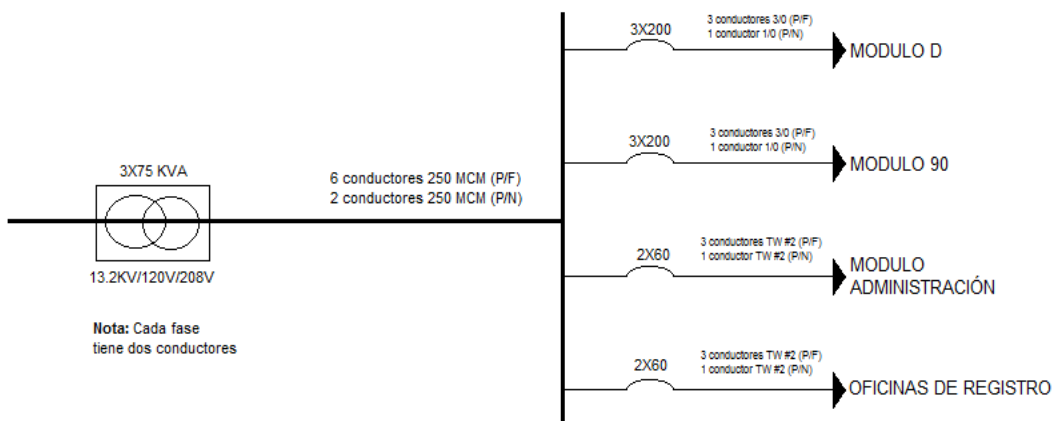 3X75 KVA
13.2KV/120V/208V
Nota: Cada fase
tiene dos conductores
6 conductores 250 MCM (P/F)
2 conductores 250 MCM (P/N)
3X200
3 conductores 3/0 (P/F)
1 conductor 1/0 (P/N)
MODULO D
3X200
3 conductores 3/0 (P/F)
1 conductor 1/0 (P/N)
MODULO 90
2X60
3 conductores TW #2 (P/F)
1 conductor TW #2 (P/N)
MODULO
ADMINISTRACIÓN
2X60
3 conductores TW #2 (P/F)
1 conductor TW #2 (P/N)
OFICINAS DE REGISTRO